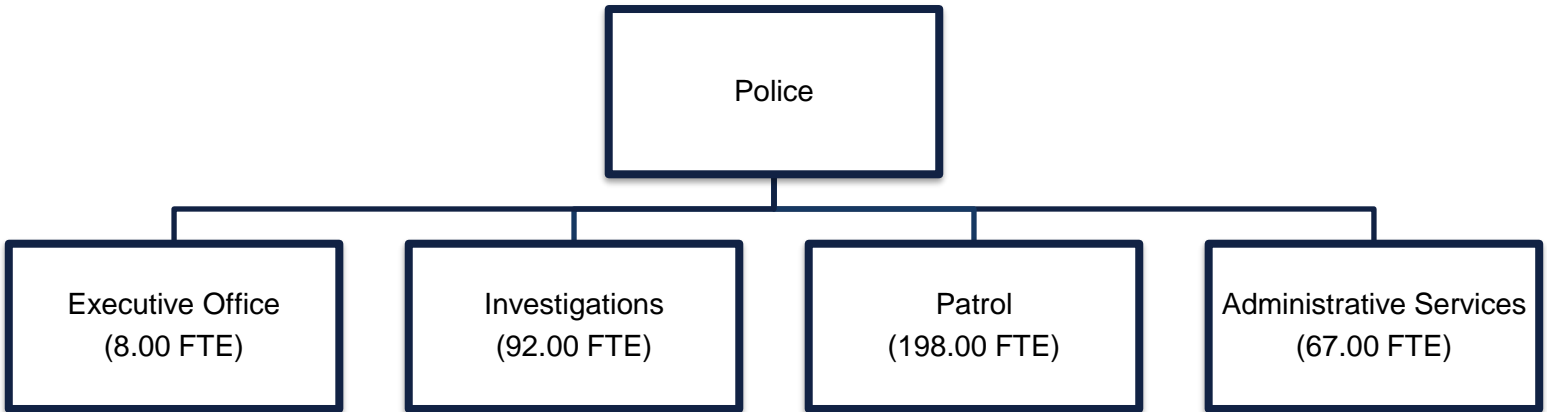 Police
Executive Office
(8.00 FTE)
Investigations
(92.00 FTE)
Patrol
(198.00 FTE)
Administrative Services
(67.00 FTE)